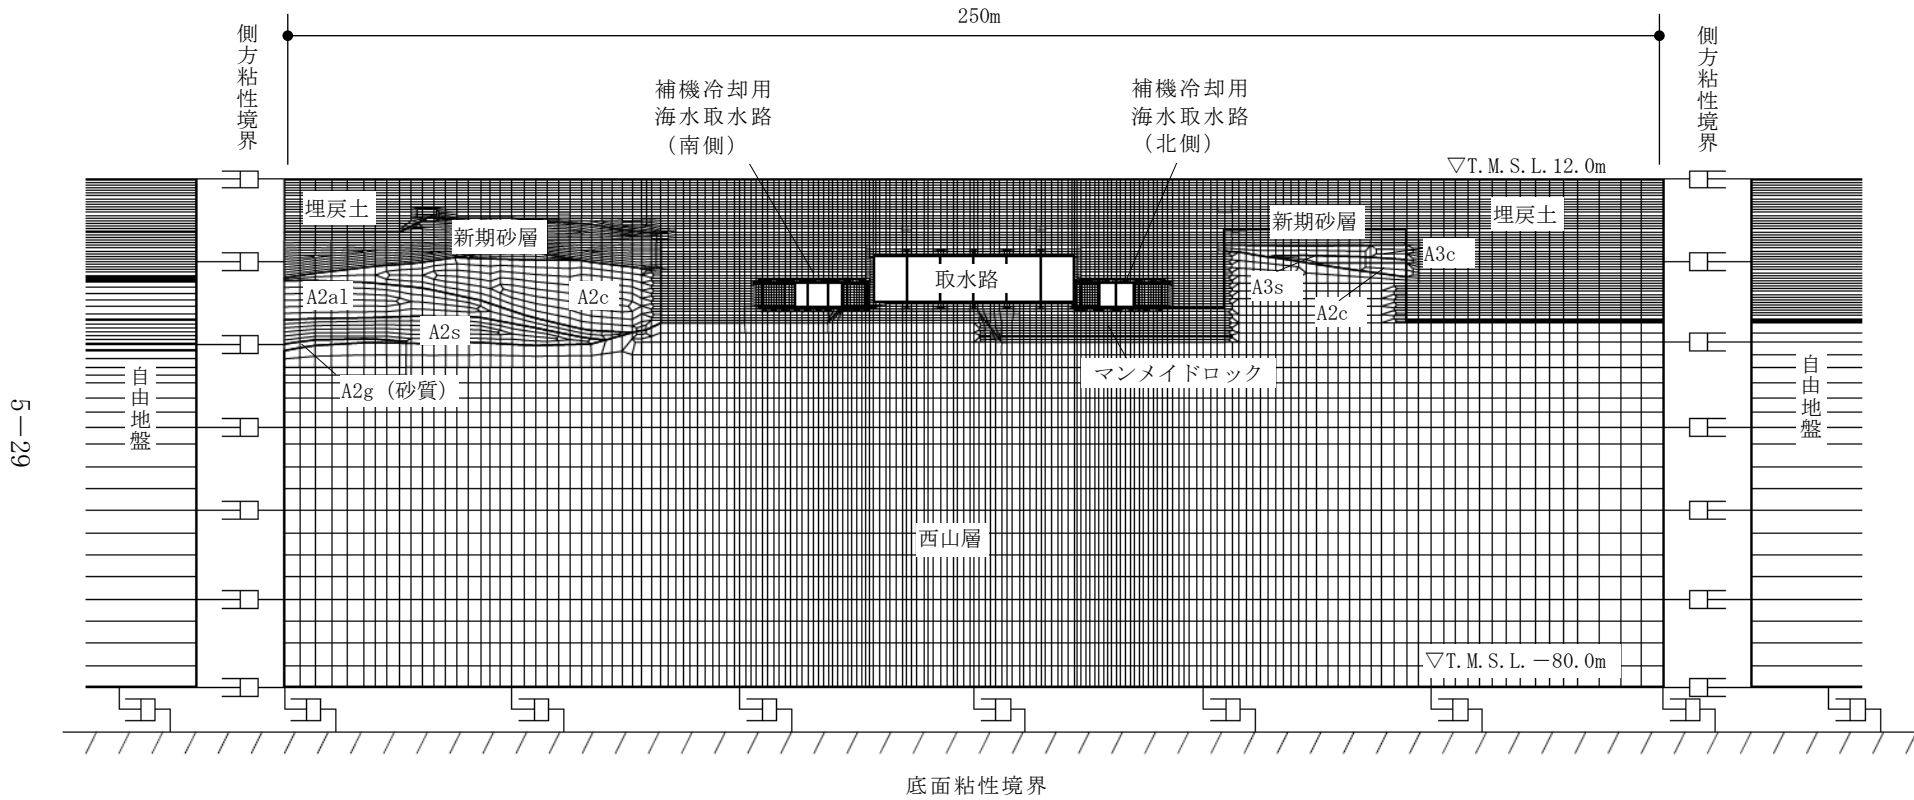 250m
側方粘性境界
側方粘性境界
補機冷却用
海水取水路
（南側）
補機冷却用
海水取水路
（北側）
▽T.M.S.L.12.0m
埋戻土
新期砂層
新期砂層
埋戻土
A3c
取水路
A2al
A2c
A3s
A2c
A2s
マンメイドロック
A2g（砂質）
自由地盤
自由地盤
5－29
西山層
▽T.M.S.L.－80.0m
底面粘性境界